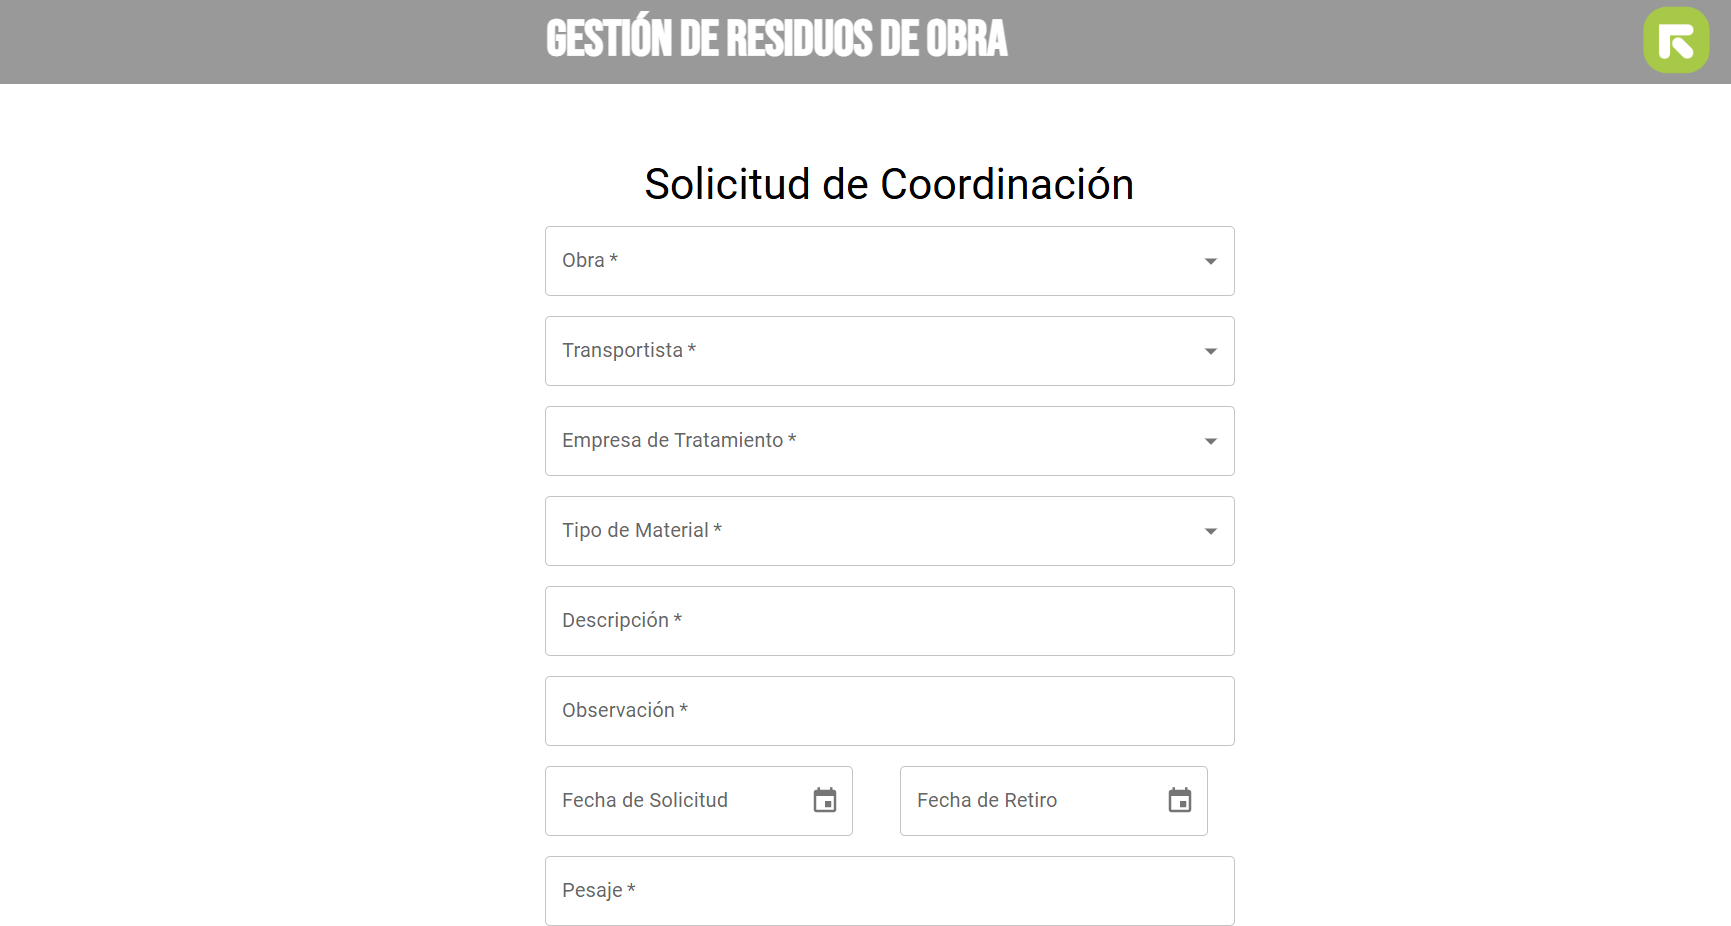 GESTIÓN DE RESIDUOS DE OBRA
Solicitud de Coordinación
Obra *
Transportista *
Empresa de Tratamiento *
Tipo de Material *
Descripción *
Observación *
Fecha de Solicitud Fecha de Retiro
Pesaje *